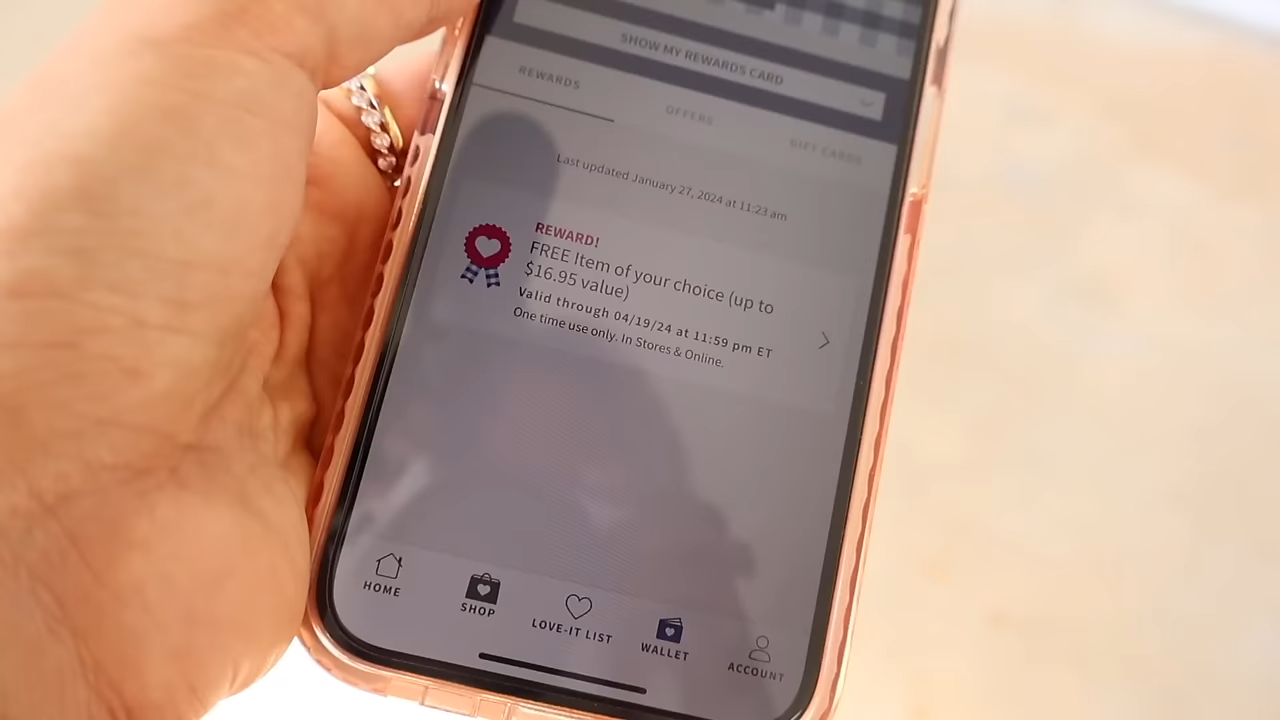 SHOW MY REWARDS CARD
REWARDS
OFFERS
GIFT CARDS
Last updated January 27, 2024 at 11:23 am
REWARD!
FREE Item of your choice (up to
$16.95 value)
Valid through 04/19/24 at 11:59 pm ET
One time use only. In Stores & Online.
HOME
SHOP
LOVE-IT LIST
WALLET
ACCOUNT